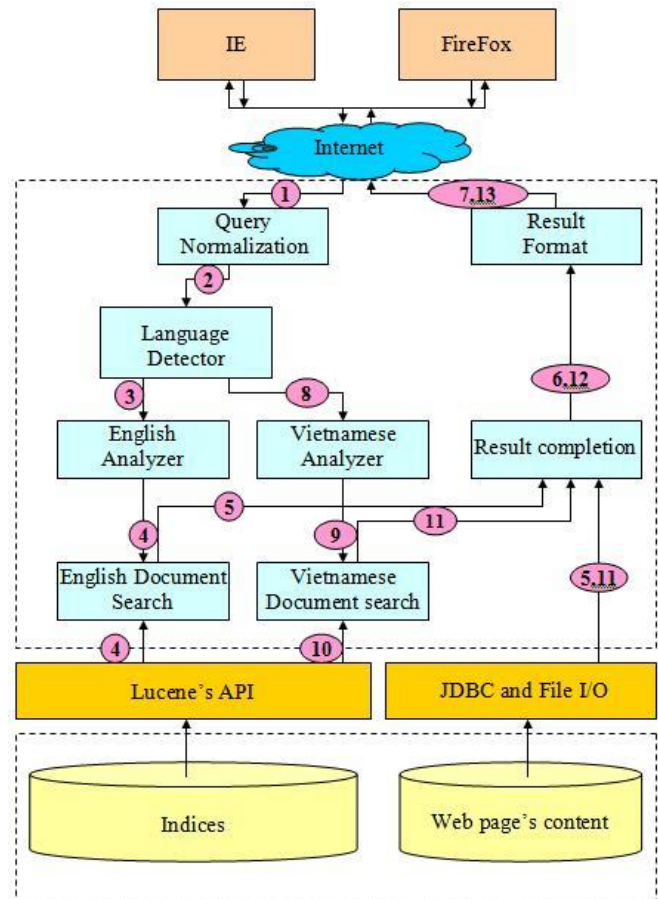 IE
FireFox
Internet
1
7,13
Query
Normalization
Result
Format
2
Language
Detector
3
8
6,12
English
Analyzer
Vietnamese
Analyzer
Result completion
5
11
4
9
English Document
Search
Vietnamese
Document search
5,11
4
10
Lucene's API
JDBC and File I/O
Indices
Web page's content